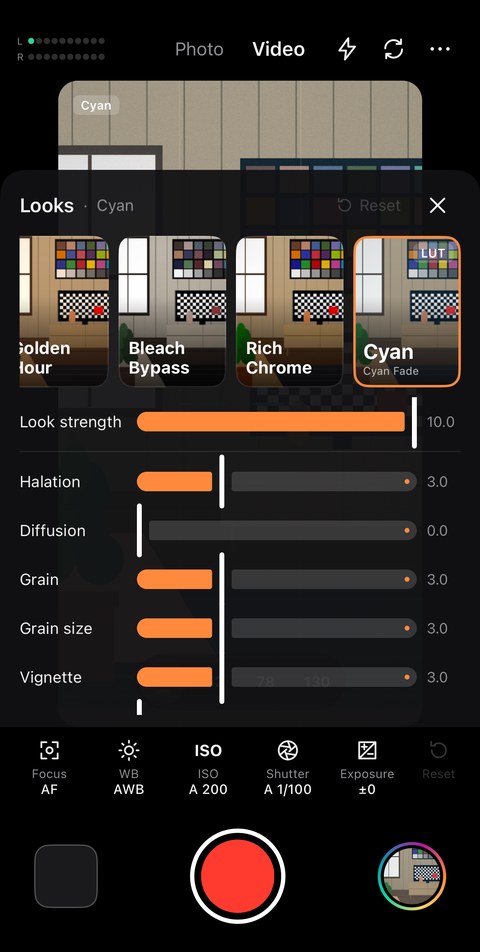 L
R
Photo
Video
Cyan
Looks · Cyan
Reset
Golden
Hour
Bleach
Bypass
Rich
Chrome
LUT
Cyan
Cyan Fade
Look strength
10.0
Halation
3.0
Diffusion
0.0
Grain
3.0
Grain size
3.0
Vignette
3.0
78
130
Focus
AF
WB
AWB
ISO
ISO
A 200
Shutter
A 1/100
Exposure
±0
Reset